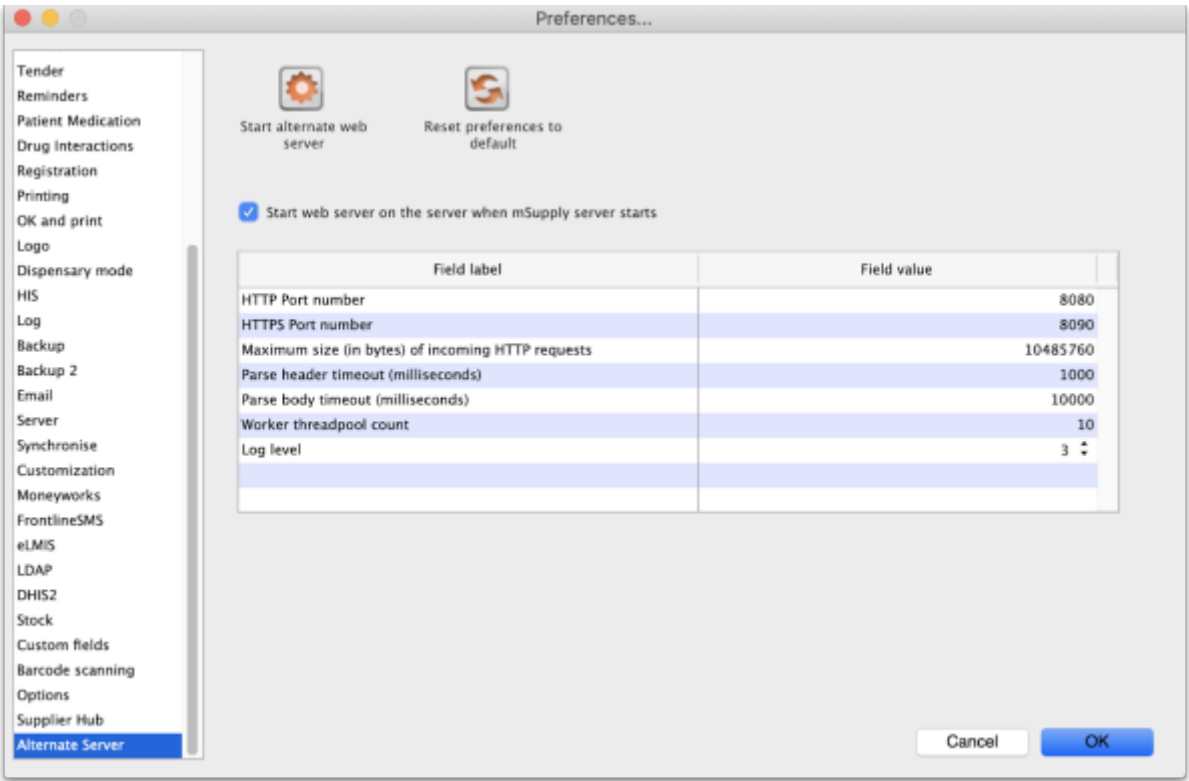 Preferences...
Tender
Reminders
Patient Medication
Drug Interactions
Registration
Printing
OK and print
Logo
Dispensary mode
HIS
Log
Backup
Backup 2
Email
Server
Synchronise
Customization
Moneyworks
FrontlineSMS
eLMIS
LDAP
DHIS2
Stock
Custom fields
Barcode scanning
Options
Supplier Hub
Alternate Server
Start alternate web
server
Reset preferences to
default
Start web server on the server when mSupply server starts
Field label Field value
HTTP Port number 8080
HTTPS Port number 8090
Maximum size (in bytes) of incoming HTTP requests 10485760
Parse header timeout (milliseconds) 1000
Parse body timeout (milliseconds) 10000
Worker threadpool count 10
Log level 3
Cancel OK